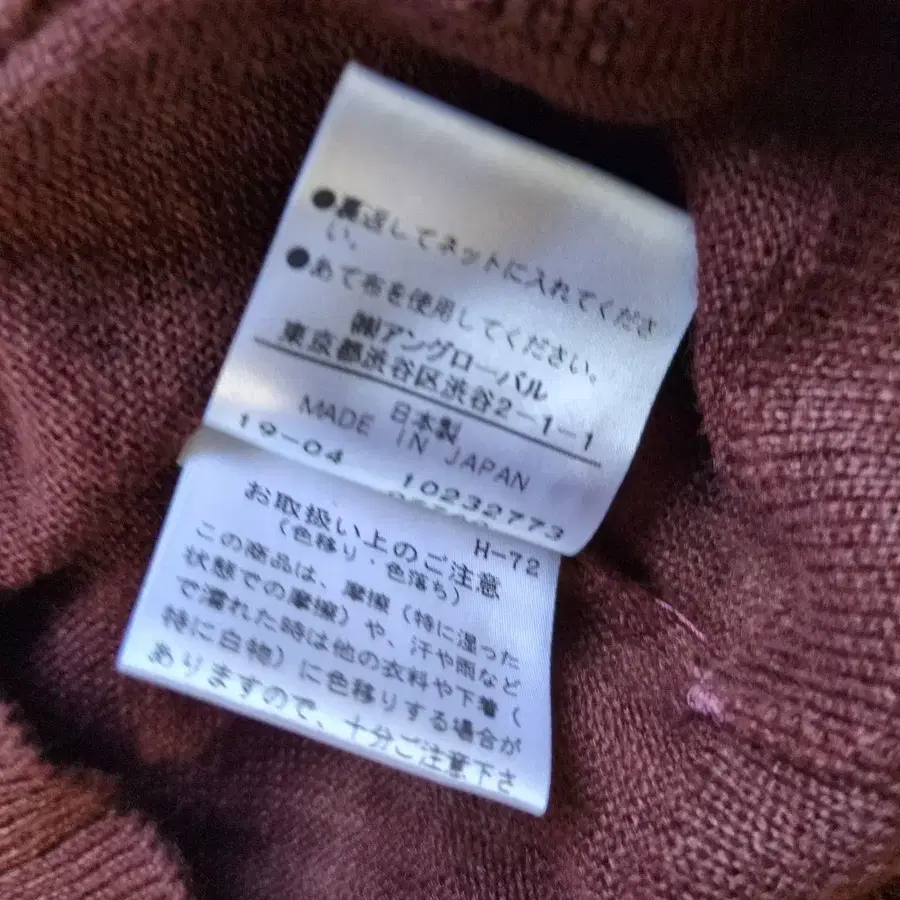 ●裏返してネットに入れてくださ
い。
●あて布を使用してください。
㈱アングローバル
東京都渋谷区渋谷2-1-1
日本製
MADE IN JAPAN
19-04 10232773
H-72
お取扱い上のご注意
(色移り・色落ち)
この商品は、摩擦(特に湿った
状態での摩擦)や、汗や雨など
で濡れた時は他の衣料や下着(
特に白物)に色移りする場合が
ありますので、十分ご注意下さ